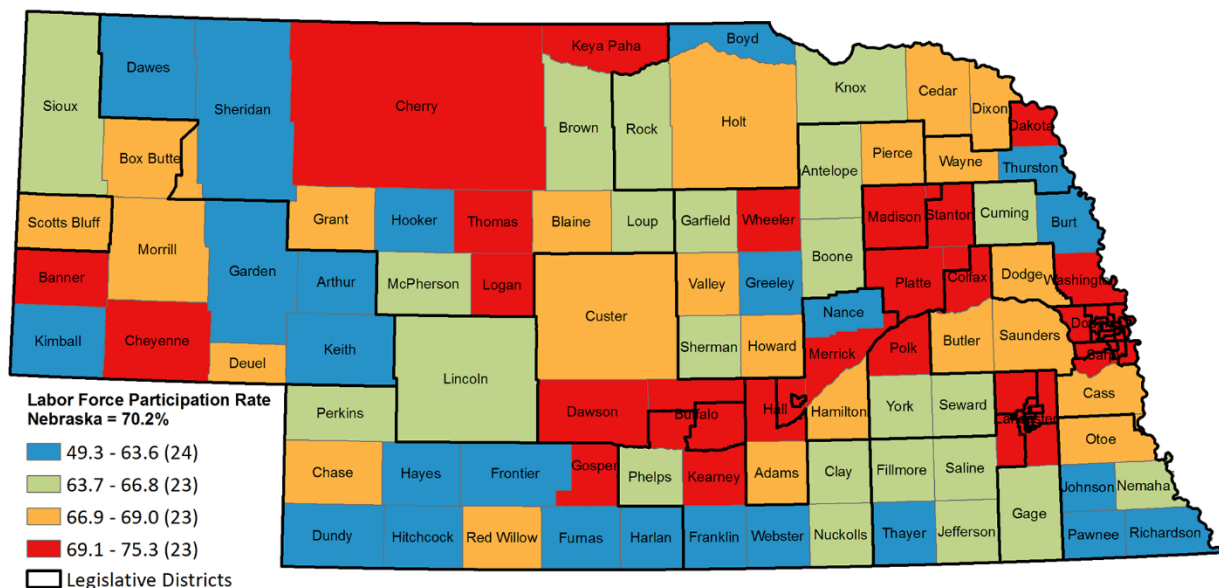 Keya Paha
Boyd
Dawes
Knox
Cedar
Sioux
Sheridan
Cherry
Dixon
Brown
Rock
Holt
Dakota
Box Butte
Pierce
Wayne
Thurston
Antelope
Scotts Bluff
Grant
Hooker
Thomas
Blaine
Loup
Garfield
Wheeler
Madison
Stanton
Cuming
Burt
Morrill
Boone
Banner
Garden
Arthur
McPherson
Logan
Valley
Greeley
Platte
Colfax
Dodge
Washington
Custer
Nance
Kimball
Cheyenne
Keith
Sherman
Howard
Merrick
Polk
Butler
Saunders
Deuel
Lincoln
Labor Force Participation Rate
Nebraska = 70.2%
49.3 - 63.6 (24)
63.7 - 66.8 (23)
66.9 - 69.0 (23)
69.1 - 75.3 (23)
Legislative Districts
Perkins
Dawson
Buffalo
Hall
Hamilton
York
Seward
Cass
Chase
Hayes
Frontier
Gosper
Phelps
Kearney
Adams
Clay
Fillmore
Saline
Otoe
Johnson
Nemaha
Gage
Dundy
Hitchcock
Red Willow
Furnas
Harlan
Franklin
Webster
Nuckolls
Thayer
Jefferson
Pawnee
Richardson